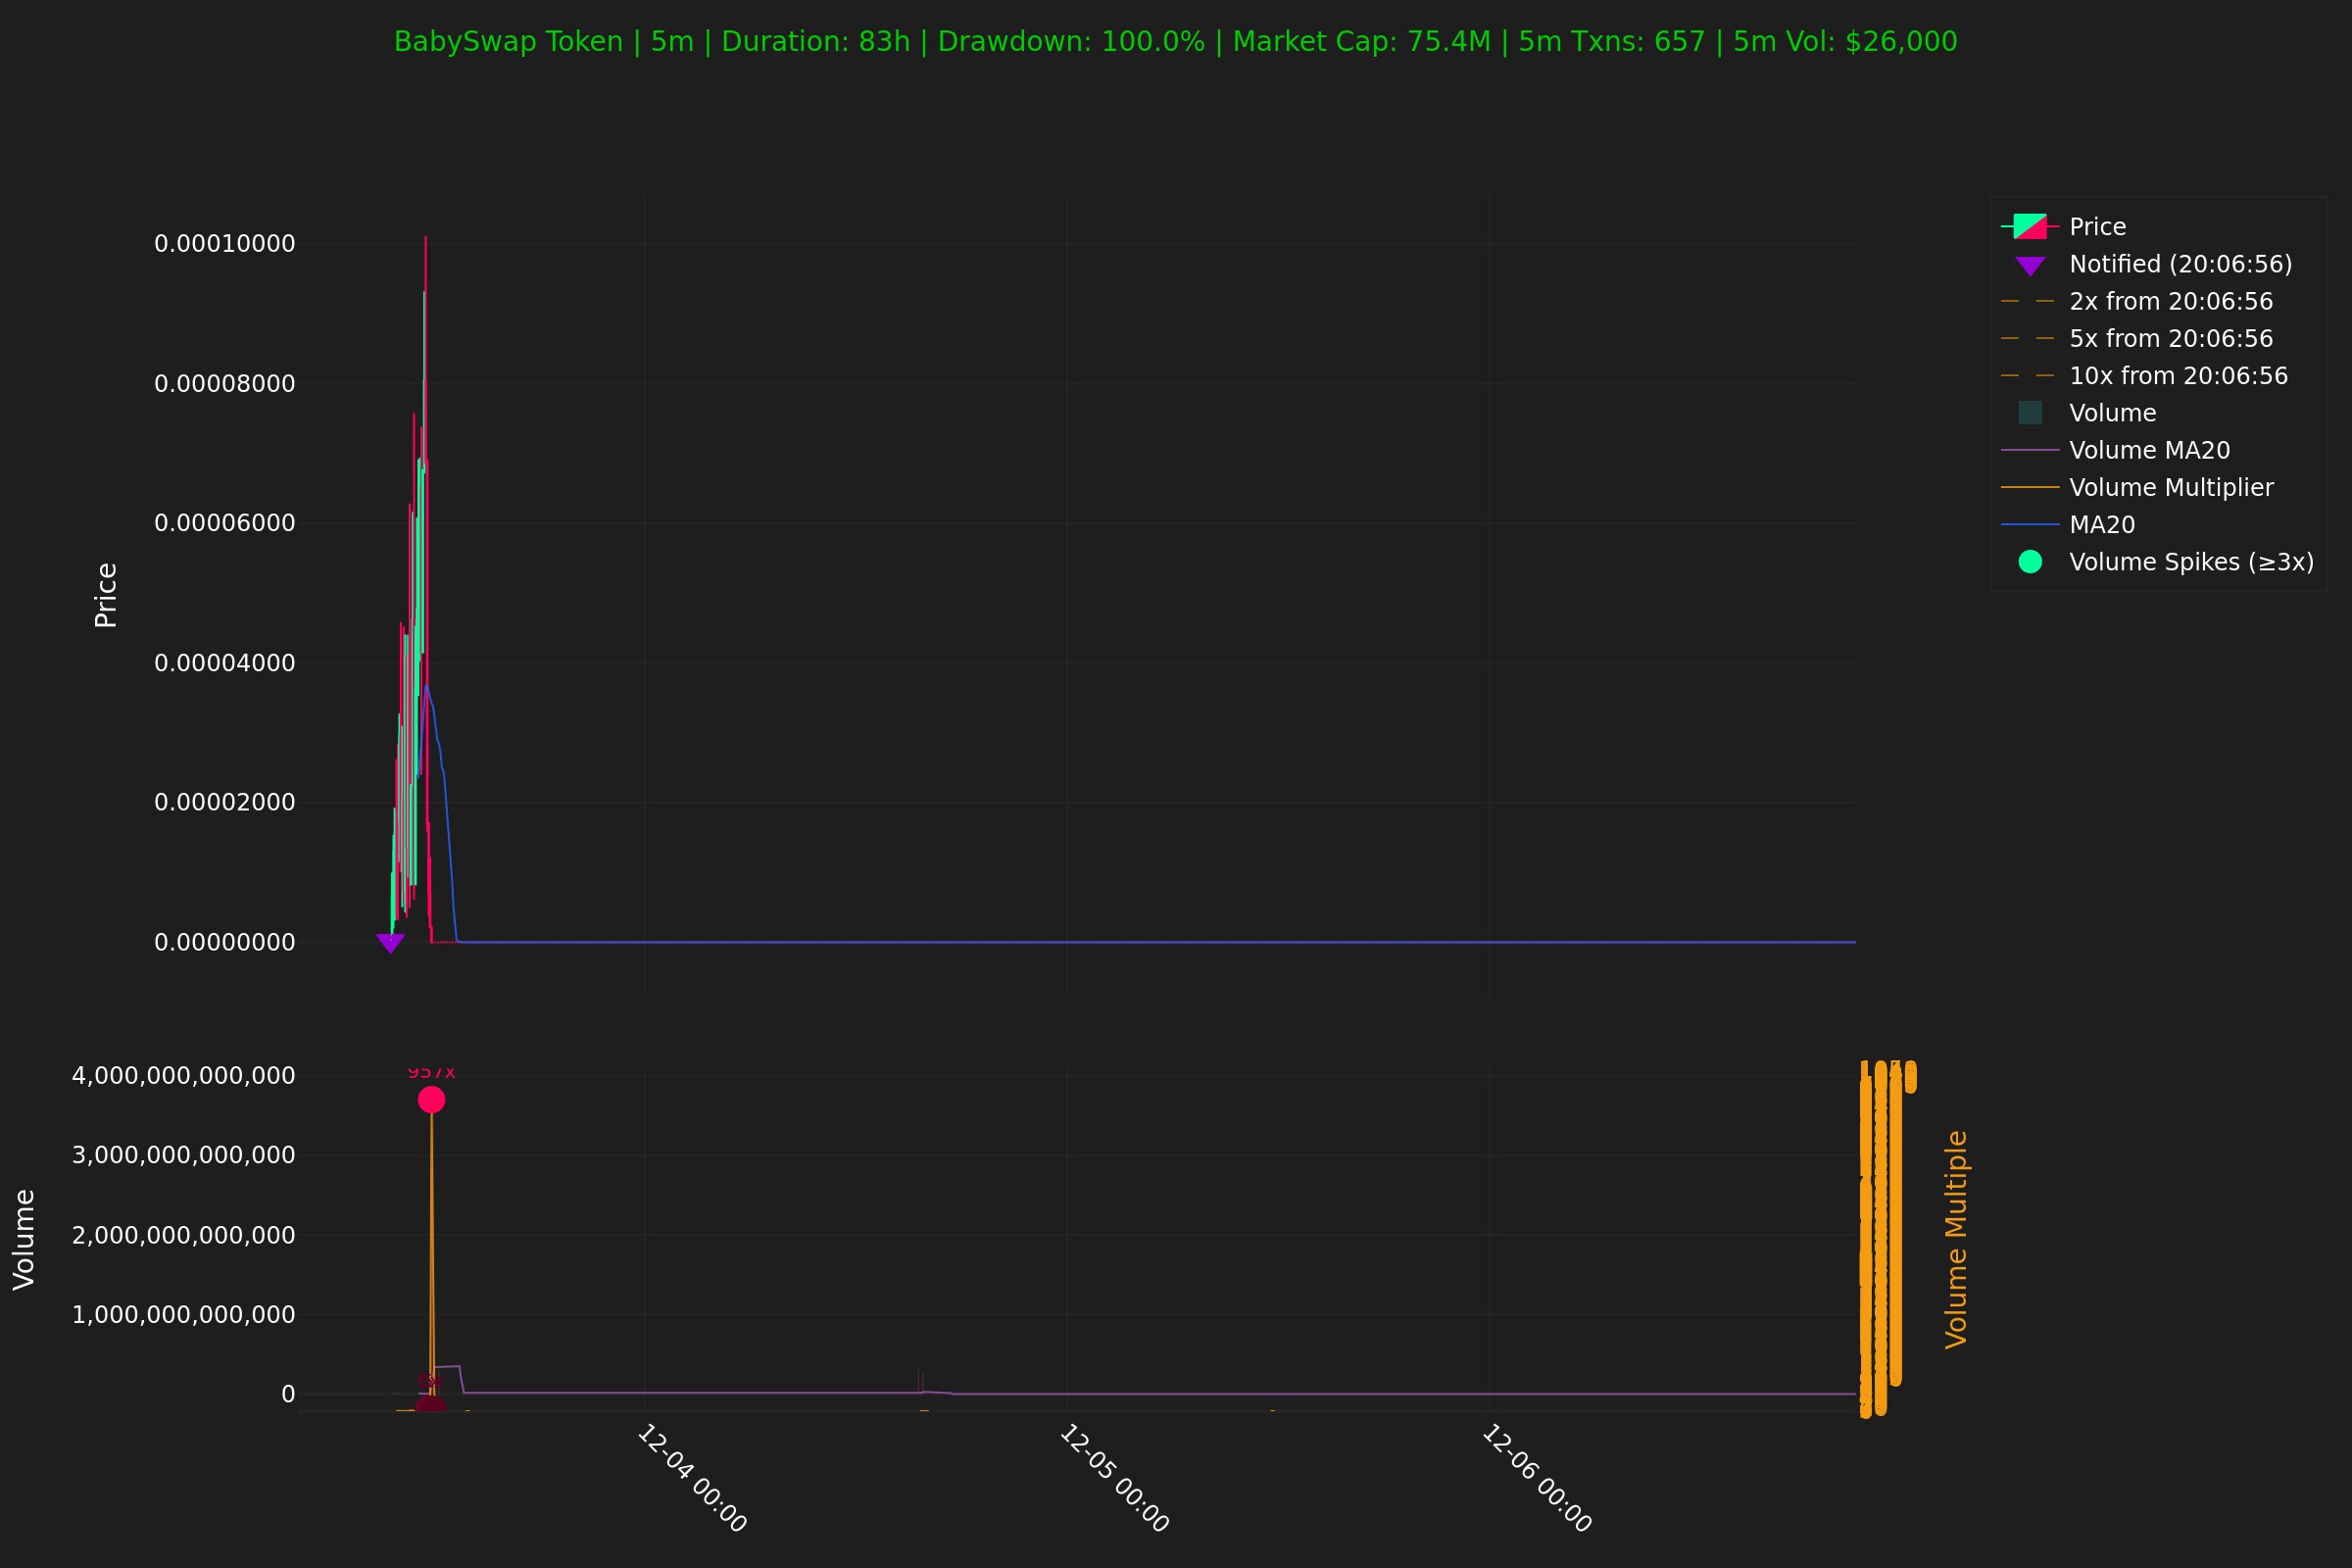 BabySwap Token | 5m | Duration: 83h | Drawdown: 100.0% | Market Cap: 75.4M | 5m Txns: 657 | 5m Vol: $26,000
Price
0.00010000
0.00008000
0.00006000
0.00004000
0.00002000
0.00000000
Price
Notified (20:06:56)
2x from 20:06:56
5x from 20:06:56
10x from 20:06:56
Volume
Volume MA20
Volume Multiplier
MA20
Volume Spikes (≥3x)
Volume
4,000,000,000,000
3,000,000,000,000
2,000,000,000,000
1,000,000,000,000
0
957x
Volume Multiple
12-04 00:00
12-05 00:00
12-06 00:00